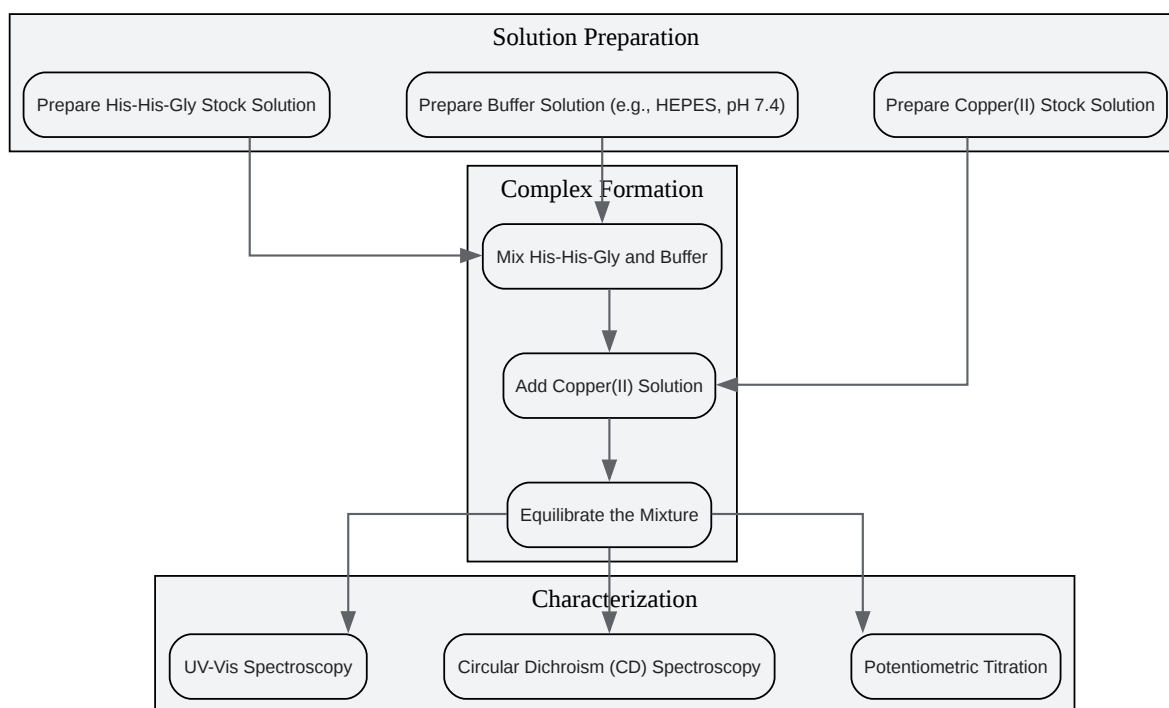 Solution Preparation
Prepare His-His-Gly Stock Solution
Prepare Buffer Solution (e.g., HEPES, pH 7.4)
Prepare Copper(II) Stock Solution
Complex Formation
Mix His-His-Gly and Buffer
Add Copper(II) Solution
Equilibrate the Mixture
Characterization
UV-Vis Spectroscopy
Circular Dichroism (CD) Spectroscopy
Potentiometric Titration